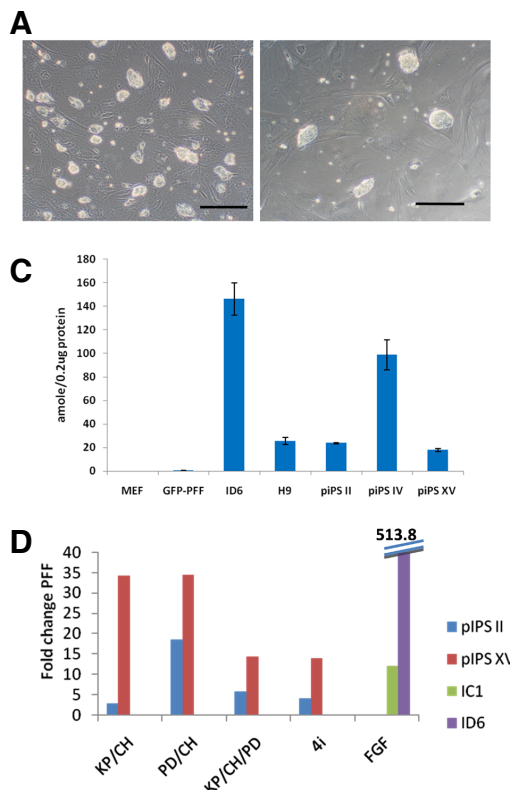 A
C
amole/0.2ug protein
180
160
140
120
100
80
60
40
20
0
MEF GFP-PFF ID6 H9 piPS II piPS IV piPS XV
D
513.8
Fold change PFF
40
35
30
25
20
15
10
5
0
KP/CH PD/CH KP/CH/PD 4i FGF
pIPS II
pIPS XV
IC1
ID6